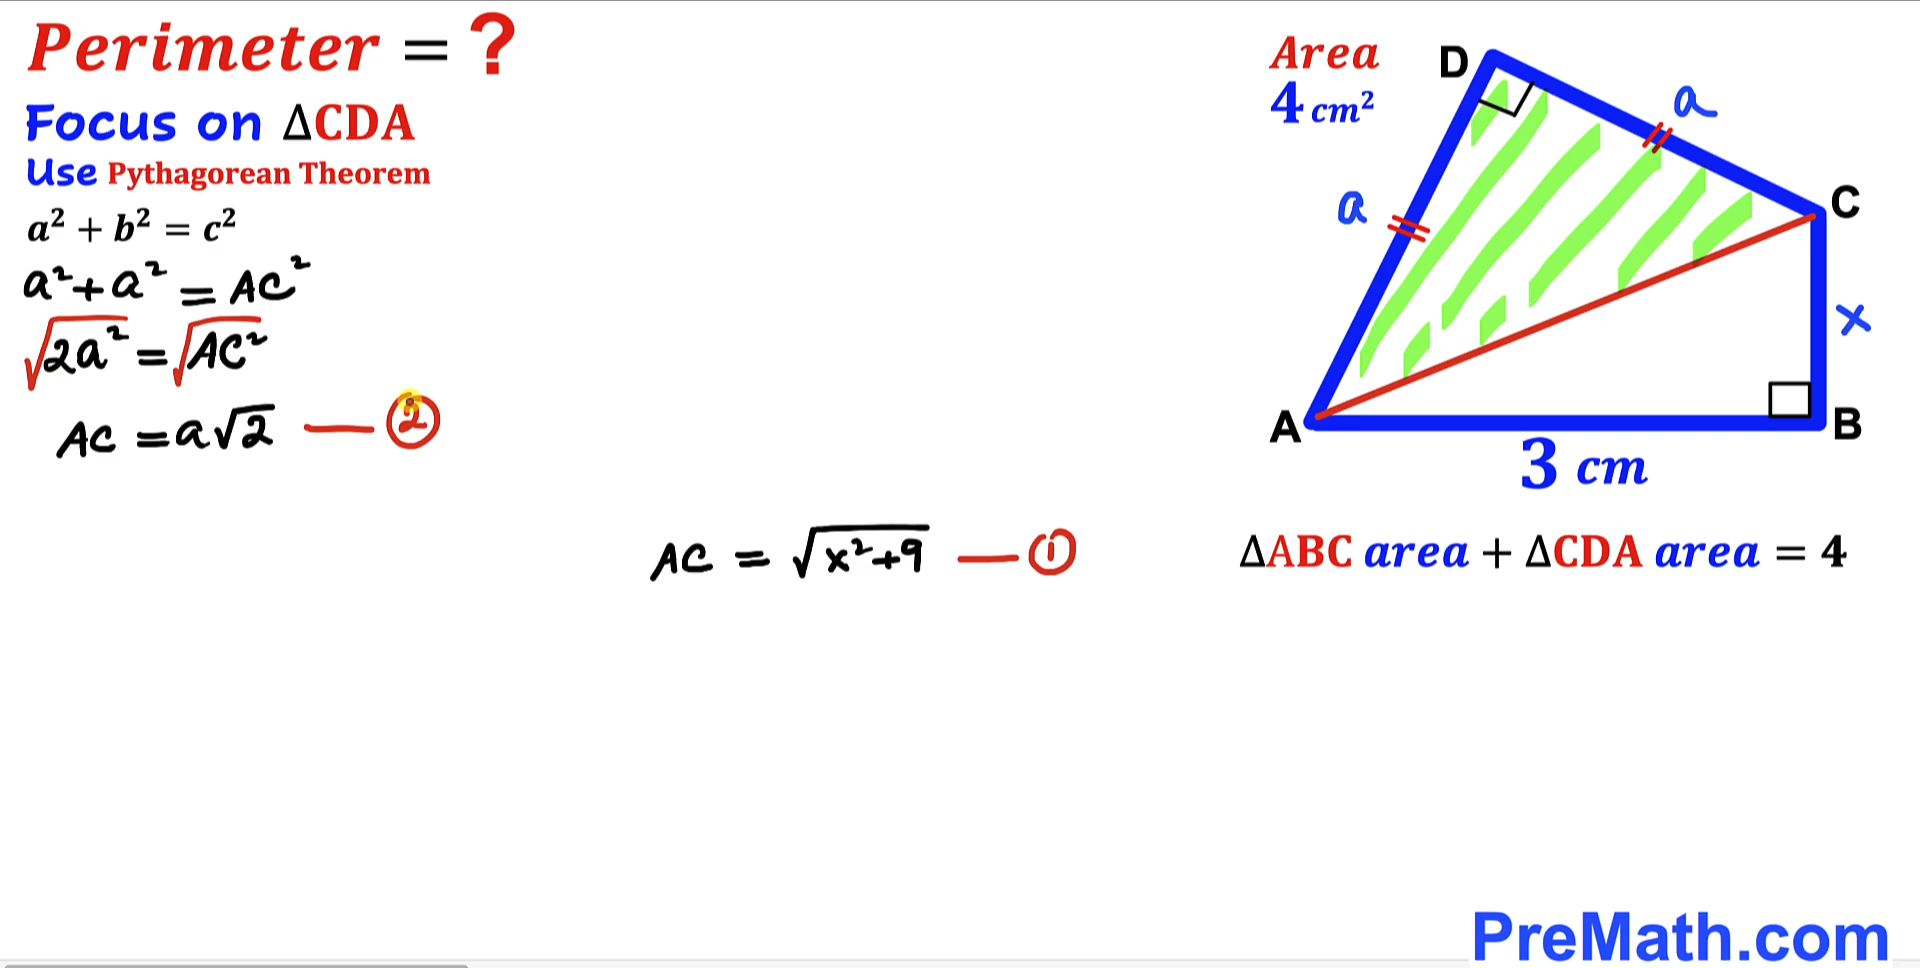 Perimeter = ?
Focus on ΔCDA
Use Pythagorean Theorem
a² + b² = c²
a² + a² = AC²
√2a² = √AC²
AC = a√2 — ②
AC = √x²+9 — ①
Area
4 cm²
D
a
a
C
x
A
B
3 cm
ΔABC area + ΔCDA area = 4
PreMath.com